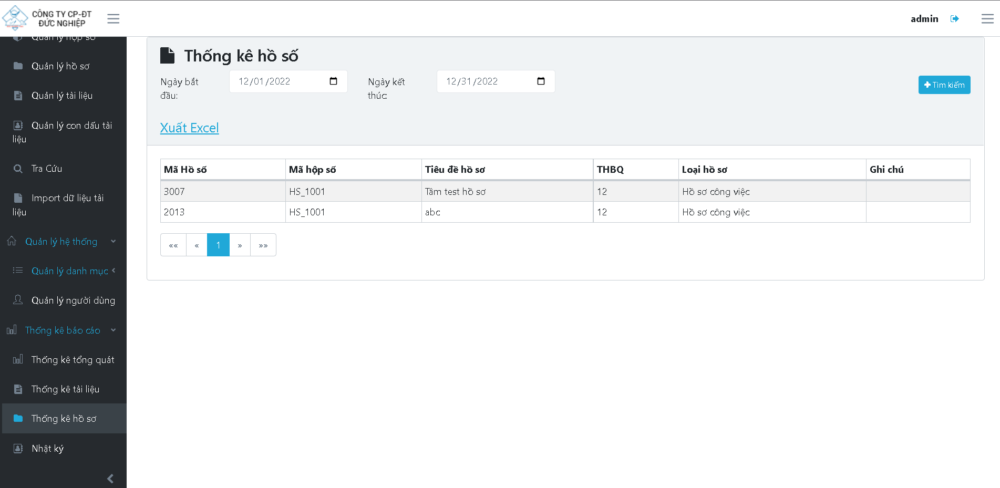 CÔNG TY CP-ĐT
ĐỨC NGHIỆP
admin
Quản lý hộp số
Quản lý hồ sơ
Quản lý tài liệu
Quản lý con dấu tài
liệu
Tra Cứu
Import dữ liệu tài
liệu
Quản lý hệ thống
Quản lý danh mục
Quản lý người dùng
Thống kê báo cáo
Thống kê tổng quát
Thống kê tài liệu
Thống kê hồ sơ
Nhật ký
Thống kê hồ số
Ngày bắt
đầu:
12/01/2022
Ngày kết
thúc:
12/31/2022
Tìm kiếm
Xuất Excel
Mã Hồ số Mã hộp số Tiêu đề hồ sơ THBQ Loại hồ sơ Ghi chú
3007 HS_1001 Tâm test hồ sơ 12 Hồ sơ công việc
2013 HS_1001 abc 12 Hồ sơ công việc
«« « 1 » »»